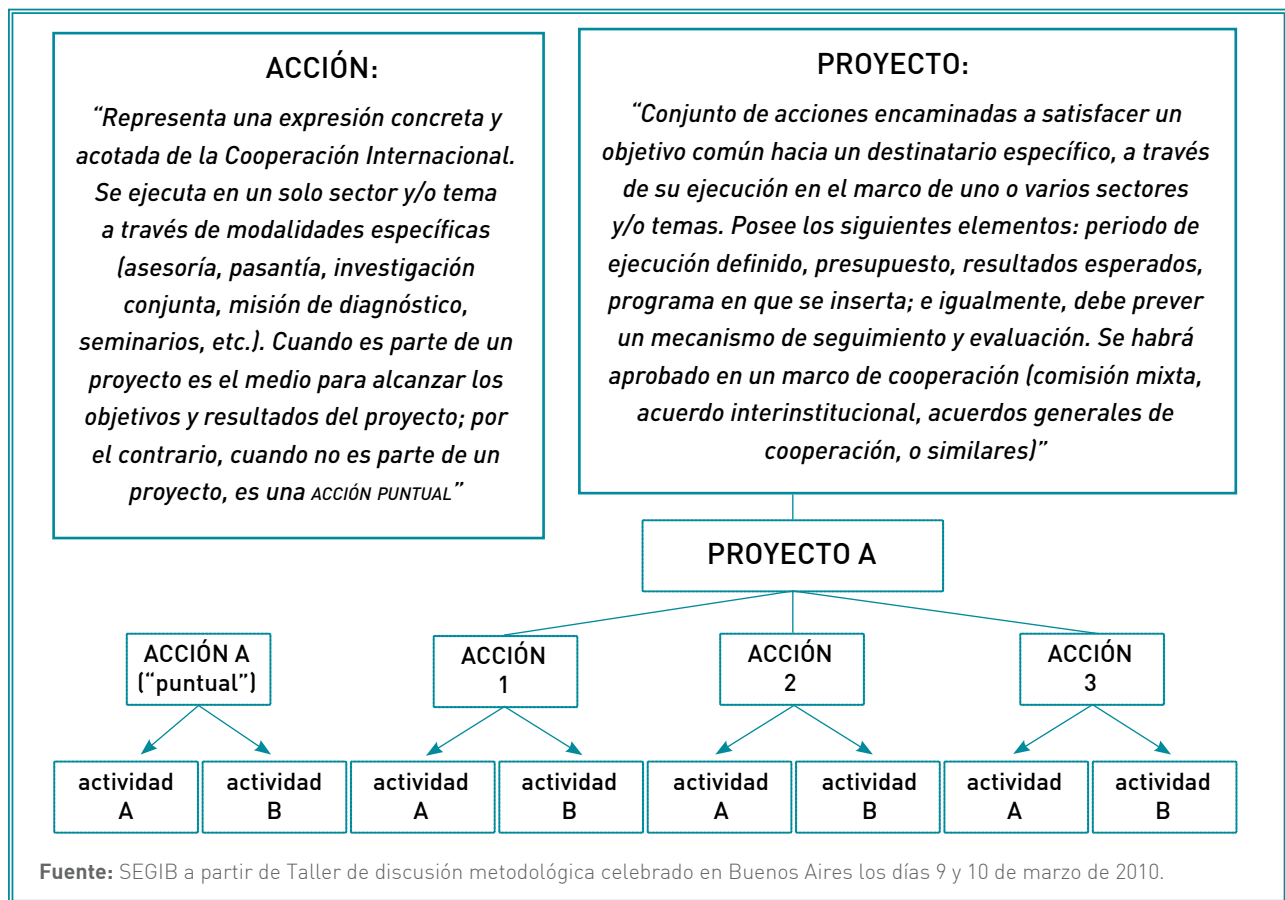 ACCIÓN:
“Representa una expresión concreta y
acotada de la Cooperación Internacional.
Se ejecuta en un solo sector y/o tema
a través de modalidades específicas
(asesoría, pasantía, investigación
conjunta, misión de diagnóstico,
seminarios, etc.). Cuando es parte de un
proyecto es el medio para alcanzar los
objetivos y resultados del proyecto; por
el contrario, cuando no es parte de un
proyecto, es una ACCIÓN PUNTUAL”
PROYECTO:
“Conjunto de acciones encaminadas a satisfacer un
objetivo común hacia un destinatario específico, a través
de su ejecución en el marco de uno o varios sectores
y/o temas. Posee los siguientes elementos: periodo de
ejecución definido, presupuesto, resultados esperados,
programa en que se inserta; e igualmente, debe prever
un mecanismo de seguimiento y evaluación. Se habrá
aprobado en un marco de cooperación (comisión mixta,
acuerdo interinstitucional, acuerdos generales de
cooperación, o similares)”
PROYECTO A
ACCIÓN A
(“puntual”)
ACCIÓN
1
ACCIÓN
2
ACCIÓN
3
actividad
A
actividad
B
actividad
A
actividad
B
actividad
A
actividad
B
actividad
A
actividad
B
Fuente: SEGIB a partir de Taller de discusión metodológica celebrado en Buenos Aires los días 9 y 10 de marzo de 2010.